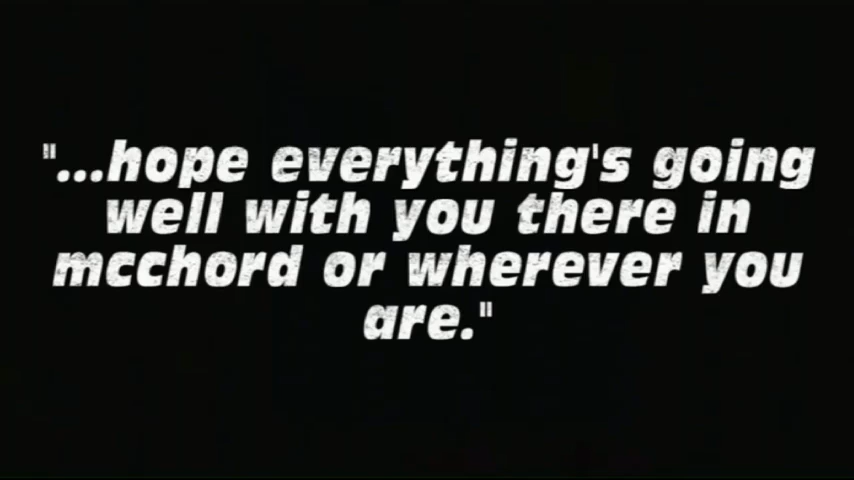 "...hope everything's going
well with you there in
mcchord or wherever you
are."